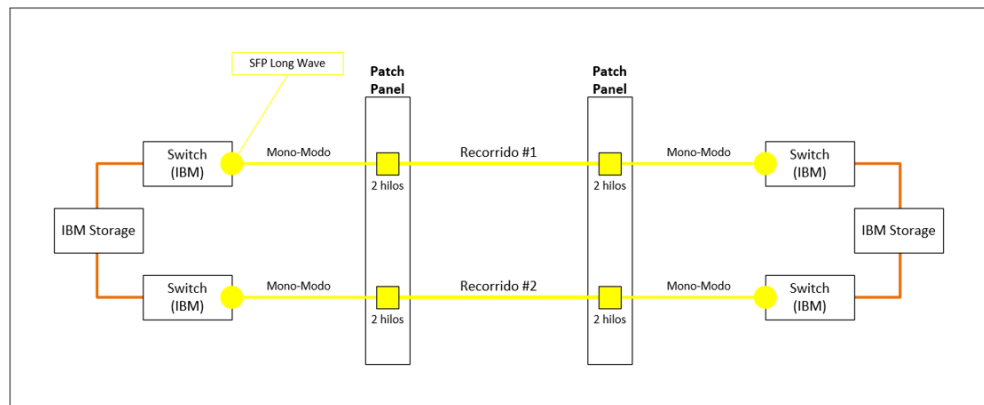 SFP Long Wave
Patch
Panel
Patch
Panel
Switch
(IBM)
Mono-Modo
Recorrido #1
Mono-Modo
Switch
(IBM)
2 hilos
2 hilos
IBM Storage
IBM Storage
Switch
(IBM)
Mono-Modo
Recorrido #2
Mono-Modo
Switch
(IBM)
2 hilos
2 hilos